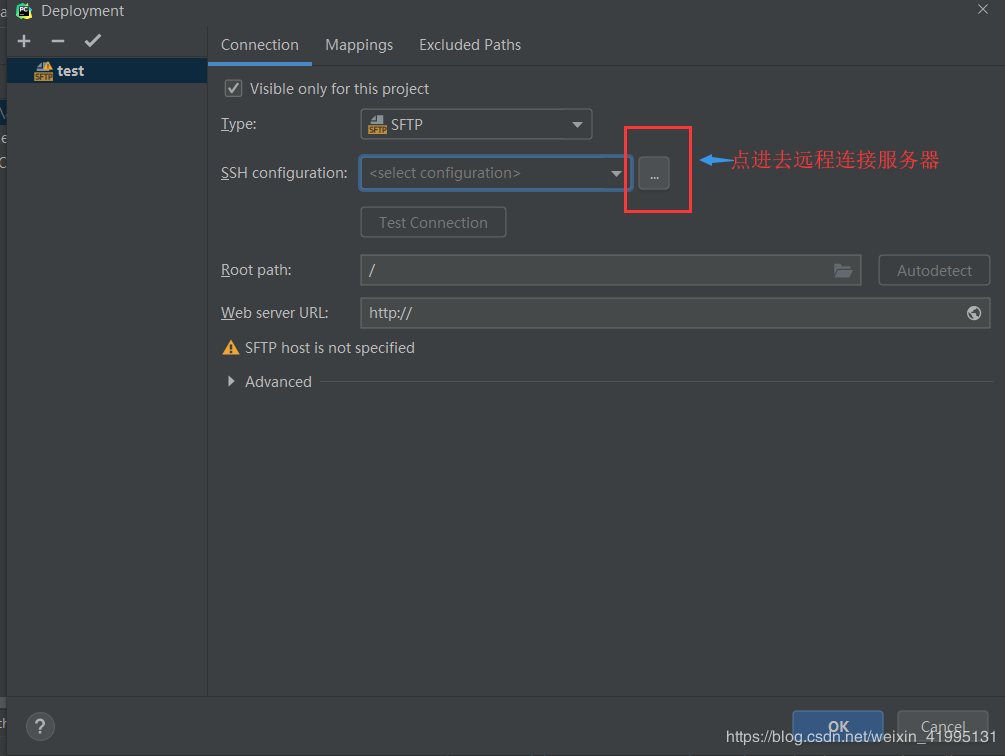 Deployment
test
Connection Mappings Excluded Paths
Visible only for this project
Type: SFTP
SSH configuration: <select configuration> ...
点进去远程连接服务器
Test Connection
Root path: / Autodetect
Web server URL: http://
SFTP host is not specified
Advanced
? OK Cancel
https://blog.csdn.net/weixin_41995131